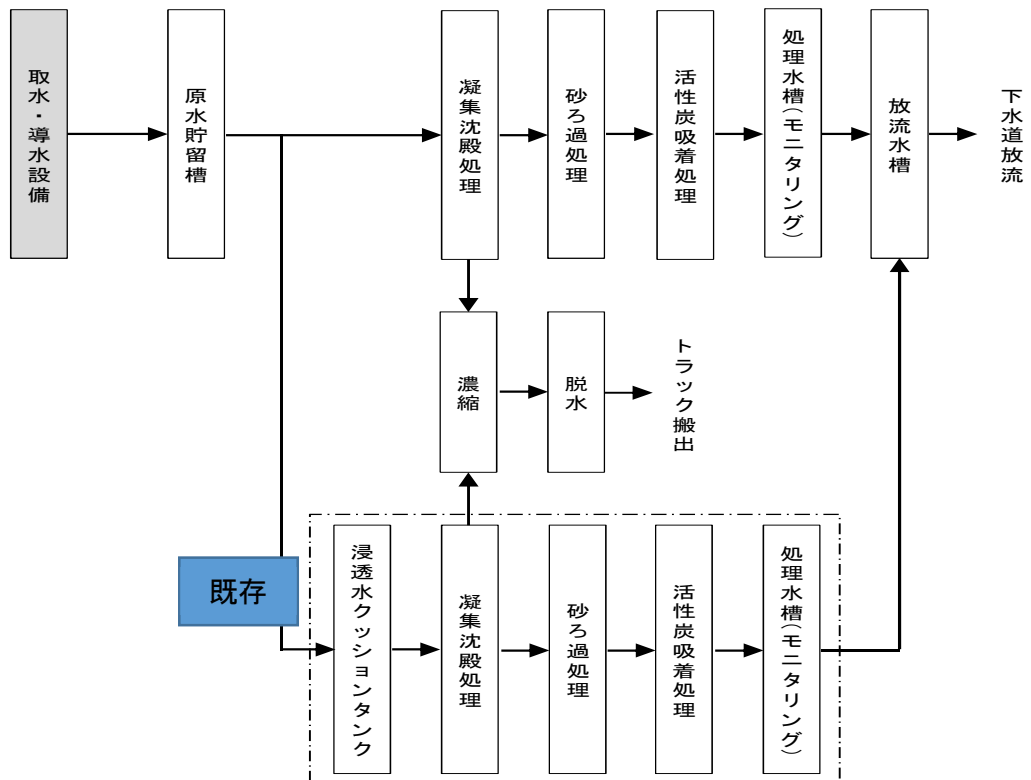 取水・導水設備
原水貯留槽
凝集沈殿処理
砂ろ過処理
活性炭吸着処理
処理水槽(モニタリング)
放流水槽
下水道放流
濃縮
脱水
トラック搬出
既存
浸透水クッションタンク
凝集沈殿処理
砂ろ過処理
活性炭吸着処理
処理水槽(モニタリング)